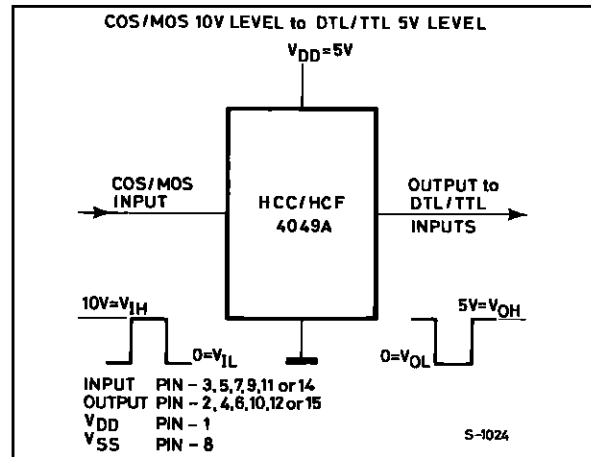 COS/MOS 10V LEVEL to DTL/TTL 5V LEVEL
VDD=5V
COS/MOS
INPUT
HCC/HCF
4049A
OUTPUT to
DTL/TTL
INPUTS
10V=VIH
0=VIL
5V=VOH
0=VOL
INPUT PIN - 3,5,7,9,11 or 14
OUTPUT PIN - 2,4,6,10,12 or 15
VDD PIN - 1
VSS PIN - 8
S-1024